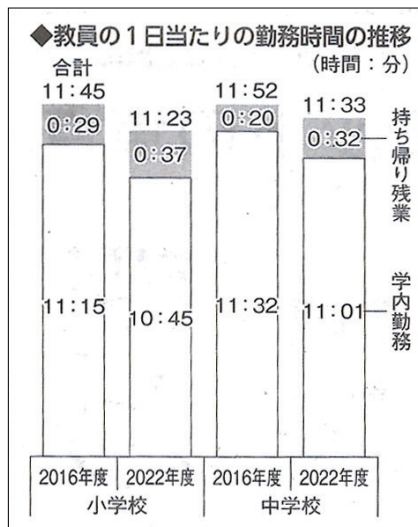 ◆教員の1日当たりの勤務時間の推移
合計
(時間：分)
11:45
0:29
11:15
11:23
0:37
10:45
11:52
0:20
11:32
11:33
0:32
11:01
持ち帰り残業
学内勤務
2016年度
2022年度
2016年度
2022年度
小学校
中学校